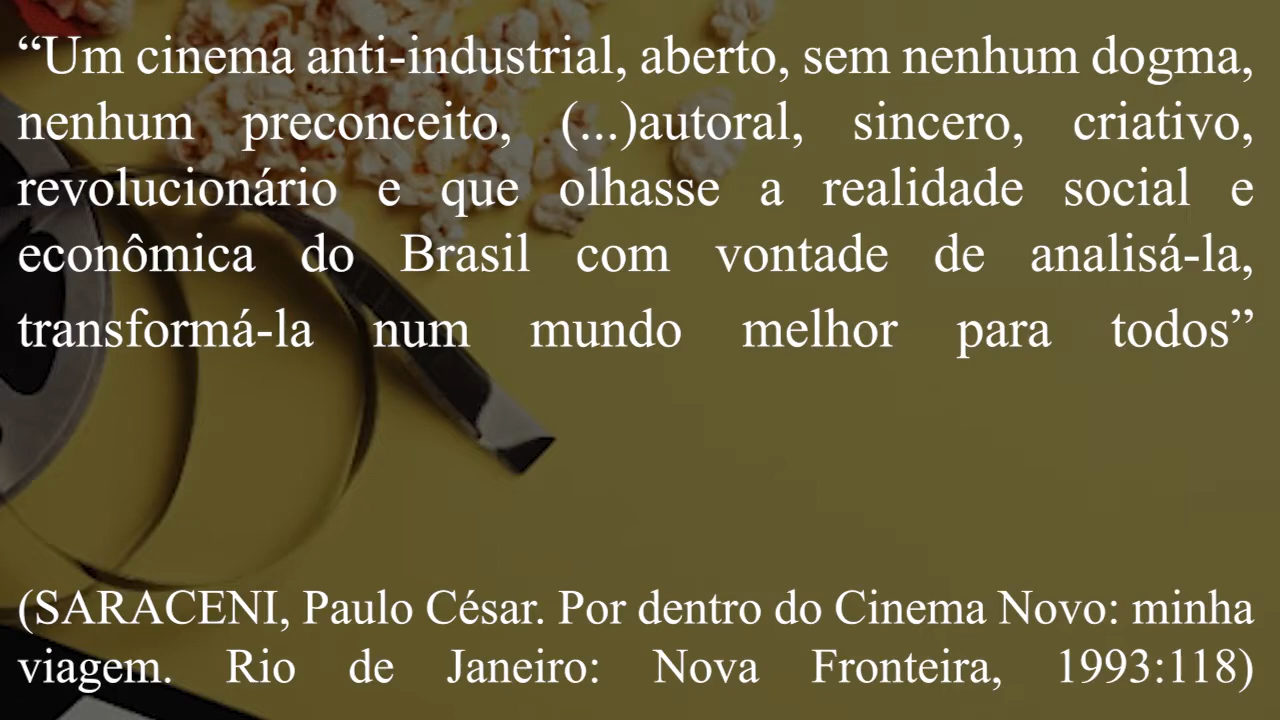 “Um cinema anti-industrial, aberto, sem nenhum dogma,
nenhum preconceito, (...)autoral, sincero, criativo,
revolucionário e que olhasse a realidade social e
econômica do Brasil com vontade de analisá-la,
transformá-la num mundo melhor para todos”
(SARACENI, Paulo César. Por dentro do Cinema Novo: minha
viagem. Rio de Janeiro: Nova Fronteira, 1993:118)